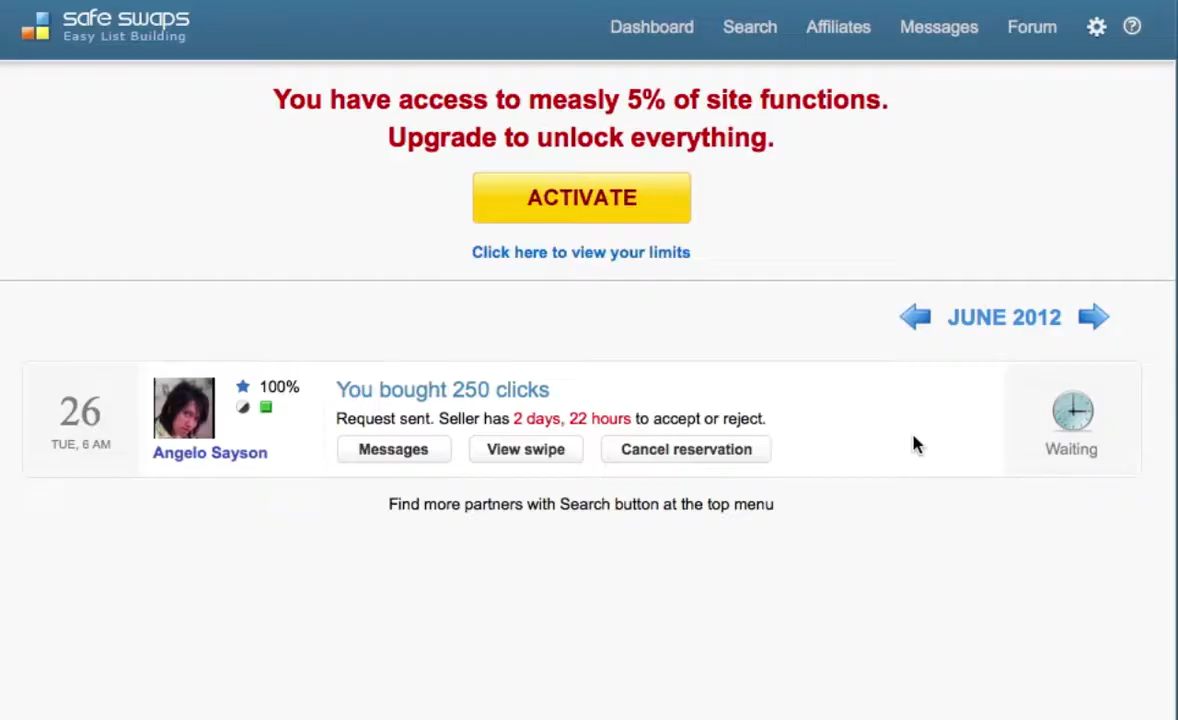 safe swaps
Easy List Building
Dashboard Search Affiliates Messages Forum
You have access to measly 5% of site functions.
Upgrade to unlock everything.
ACTIVATE
Click here to view your limits
JUNE 2012
26
TUE, 6 AM
100%
Angelo Sayson
You bought 250 clicks
Request sent. Seller has 2 days, 22 hours to accept or reject.
Messages View swipe Cancel reservation
Waiting
Find more partners with Search button at the top menu